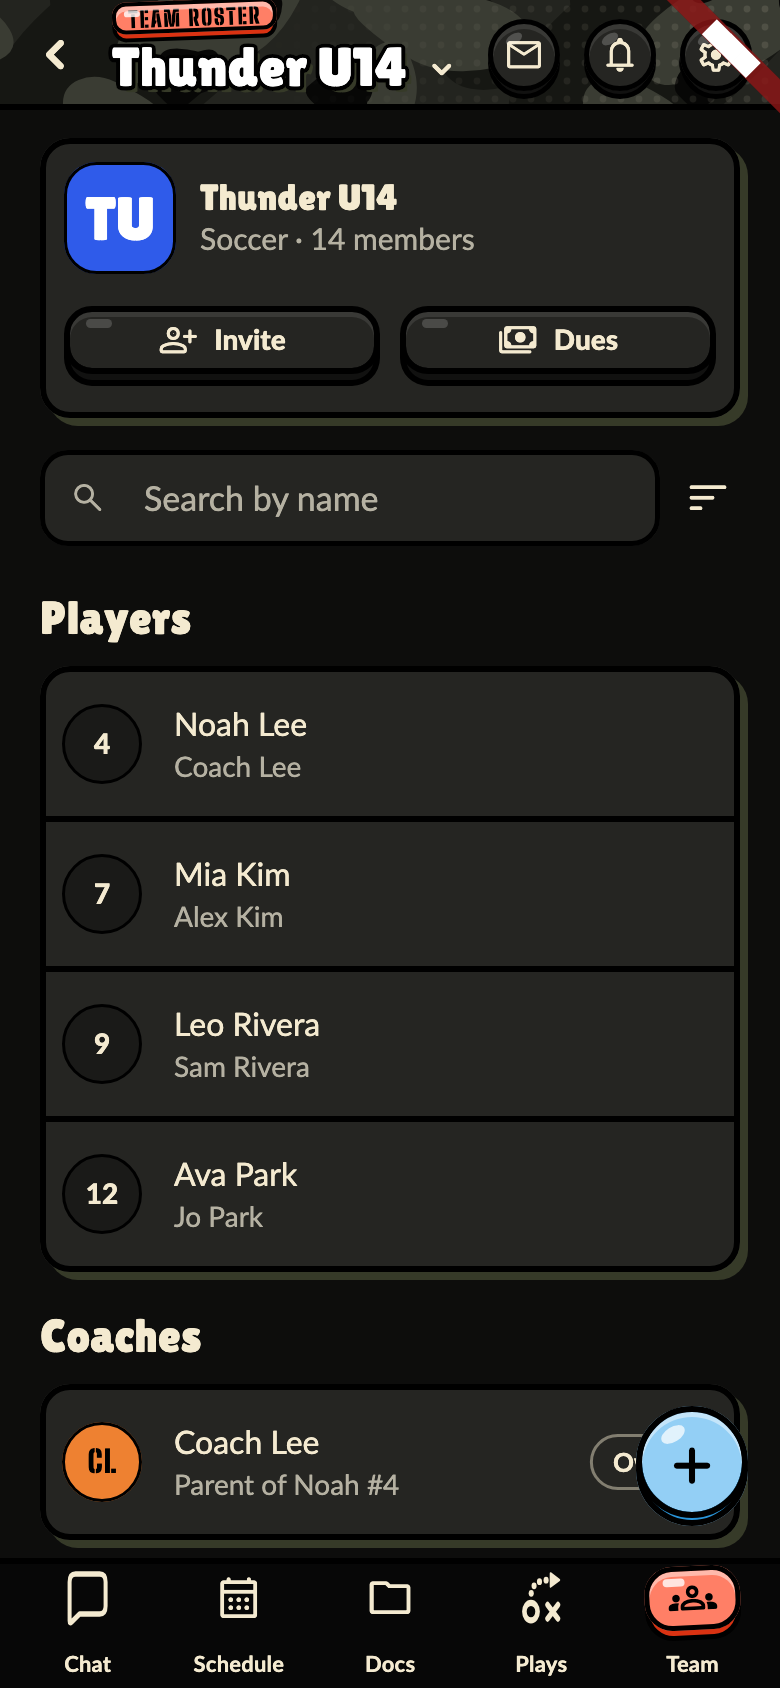 TEAM ROSTER
Thunder U14
TU
Thunder U14
Soccer · 14 members
Invite
Dues
Search by name
Players
4
Noah Lee
Coach Lee
7
Mia Kim
Alex Kim
9
Leo Rivera
Sam Rivera
12
Ava Park
Jo Park
Coaches
CL
Coach Lee
Parent of Noah #4
Chat
Schedule
Docs
Plays
Team